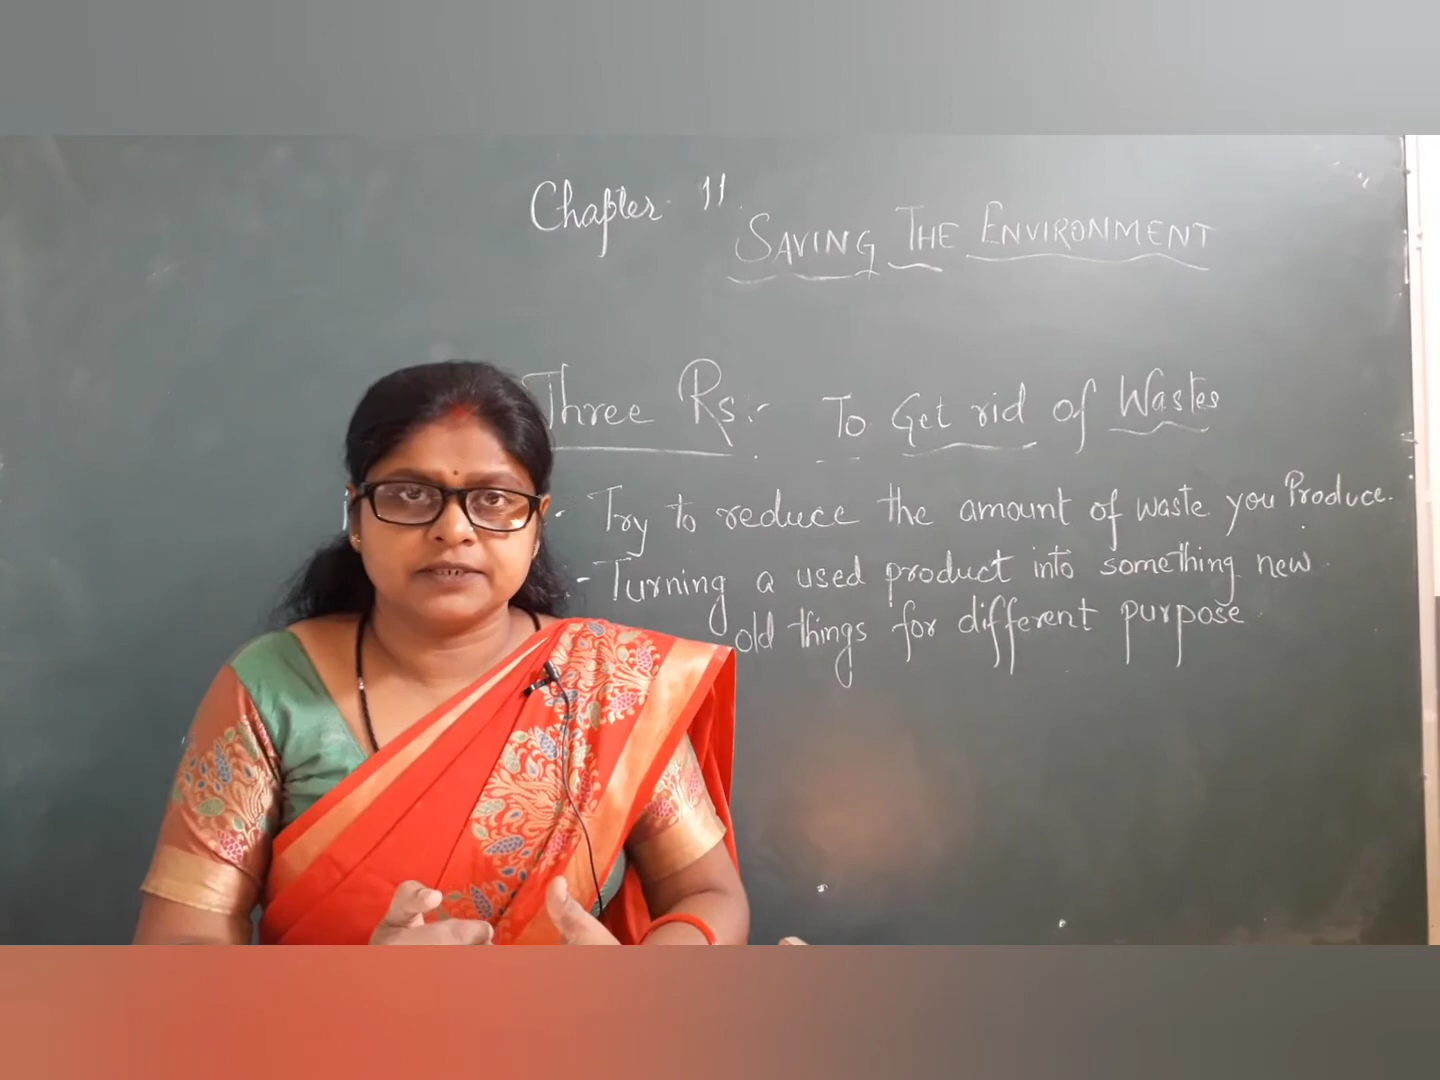 Chapter 11
SAVING THE ENVIRONMENT
Three Rs:- To Get rid of Wastes
· Try to reduce the amount of waste you Produce.
- Turning a used product into something new
old things for different purpose